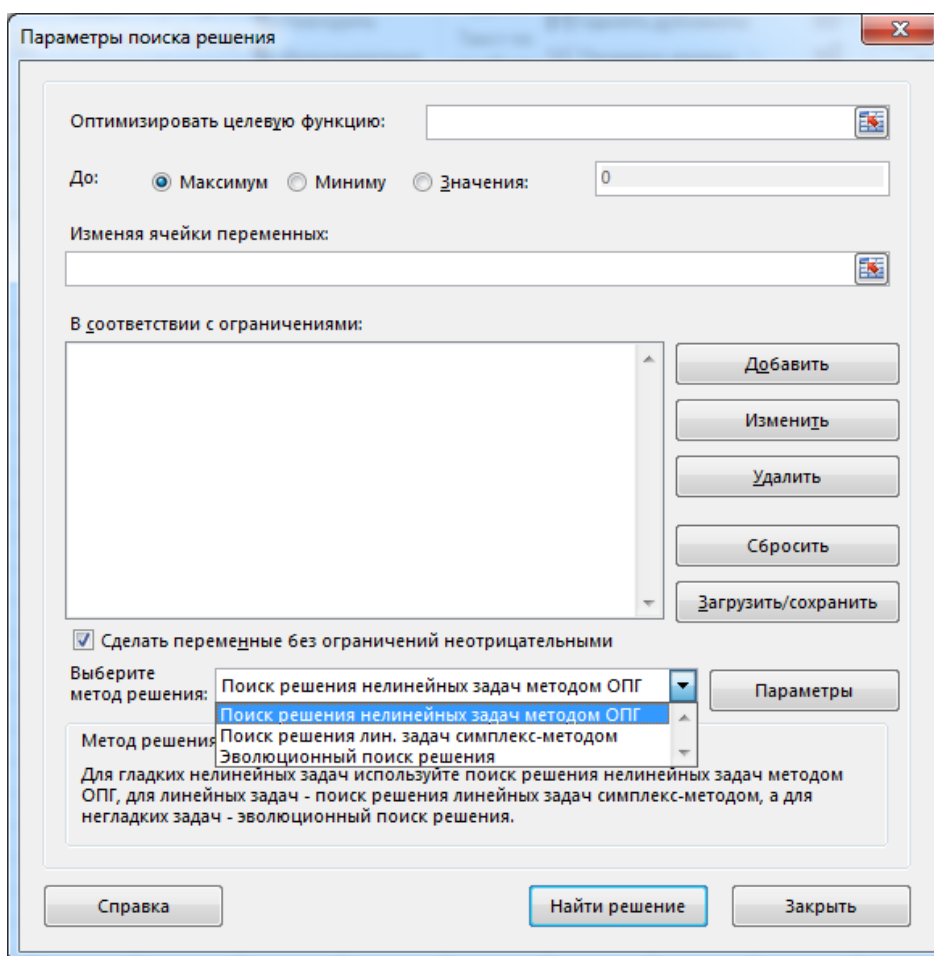 Параметры поиска решения
Оптимизировать целевую функцию:
До: Максимум Миниму Значения: 0
Изменяя ячейки переменных:
В соответствии с ограничениями:
Добавить
Изменить
Удалить
Сбросить
Загрузить/сохранить
Сделать переменные без ограничений неотрицательными
Выберите
метод решения:
Поиск решения нелинейных задач методом ОПГ
Параметры
Поиск решения нелинейных задач методом ОПГ
Поиск решения лин. задач симплекс-методом
Эволюционный поиск решения
Метод решения
Для гладких нелинейных задач используйте поиск решения нелинейных задач методом
ОПГ, для линейных задач - поиск решения линейных задач симплекс-методом, а для
негладких задач - эволюционный поиск решения.
Справка
Найти решение
Закрыть